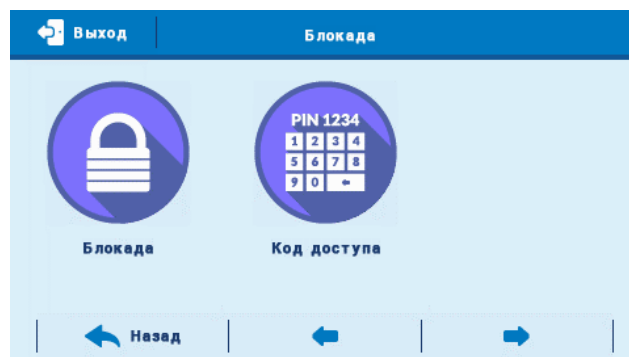 Выход
Блокада
PIN 1234
1 2 3 4
5 6 7 8
9 0
Блокада
Код доступа
Назад